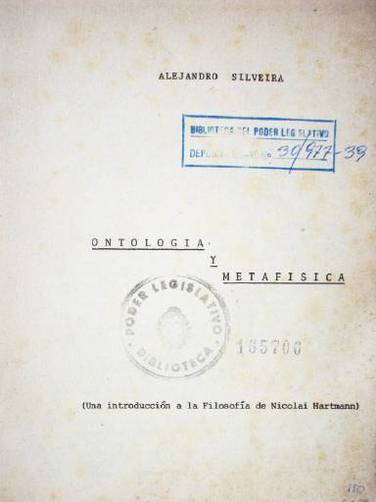 ALEJANDRO SILVEIRA
BIBLIOTECA DEL PODER LEGISLATIVO
30/977-39
ONTOLOGIA
Y
METAFISICA
PODER LEGISLATIVO
BIBLIOTECA
165706
(Una introducción a la Filosofía de Nicolai Hartmann)